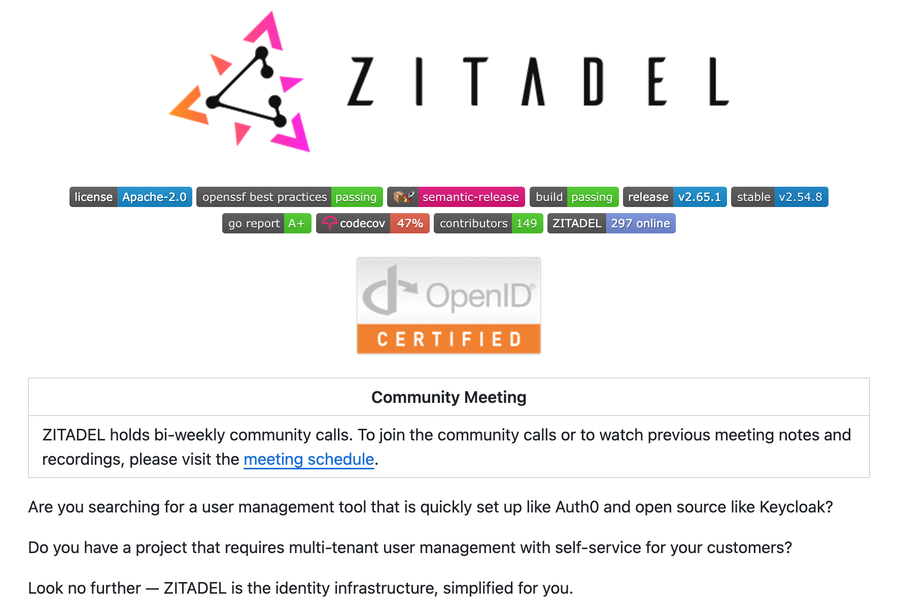 ZITADEL
license Apache-2.0 openssf best practices passing semantic-release build passing release v2.65.1 stable v2.54.8
go report A+ codecov 47% contributors 149 ZITADEL 297 online
OpenID®
CERTIFIED
Community Meeting
ZITADEL holds bi-weekly community calls. To join the community calls or to watch previous meeting notes and
recordings, please visit the meeting schedule.
Are you searching for a user management tool that is quickly set up like Auth0 and open source like Keycloak?
Do you have a project that requires multi-tenant user management with self-service for your customers?
Look no further — ZITADEL is the identity infrastructure, simplified for you.